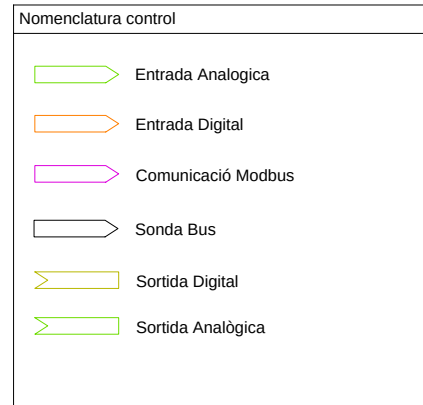 Nomenclatura control
Entrada Analogica
Entrada Digital
Comunicació Modbus
Sonda Bus
Sortida Digital
Sortida Analògica